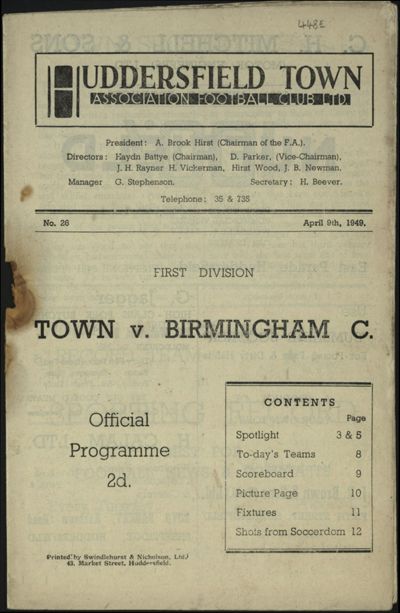 448E
HUDDERSFIELD TOWN
ASSOCIATION FOOTBALL CLUB LTD.
President: A. Brook Hirst (Chairman of the F.A.).
Directors: Haydn Battye (Chairman), D. Parker, (Vice-Chairman),
J. H. Rayner H. Vickerman, Hirst Wood, J. B. Newman.
Manager G. Stephenson. Secretary: H. Beever.
Telephone: 35 & 735
No. 26 April 9th, 1949.
FIRST DIVISION
TOWN v. BIRMINGHAM C.
Official
Programme
2d.
CONTENTS
Page
Spotlight 3 & 5
To-day's Teams 8
Scoreboard 9
Picture Page 10
Fixtures 11
Shots from Soccerdom 12
Printed by Swindlehurst & Nicholson, Ltd.
43, Market Street, Huddersfield.